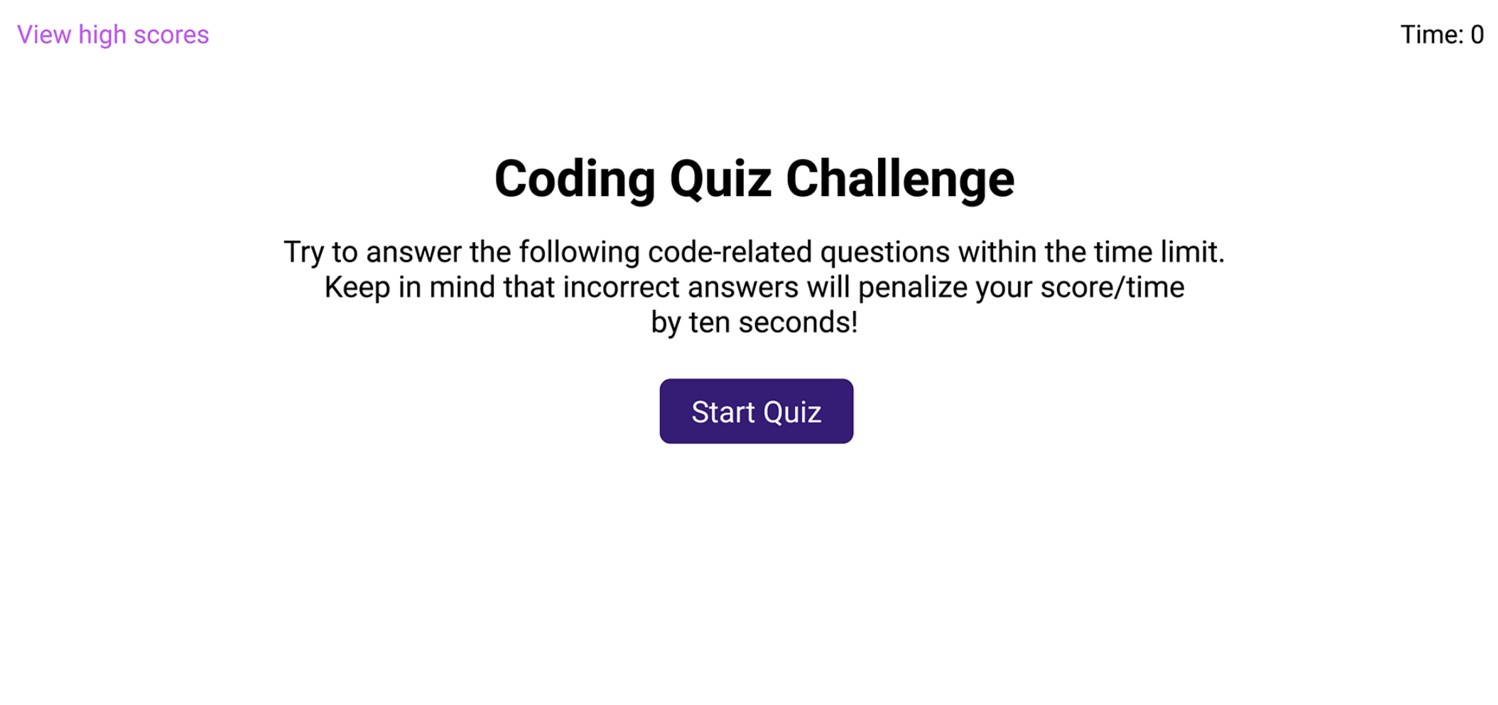 View high scores
Time: 0
Coding Quiz Challenge
Try to answer the following code-related questions within the time limit.
Keep in mind that incorrect answers will penalize your score/time
by ten seconds!
Start Quiz